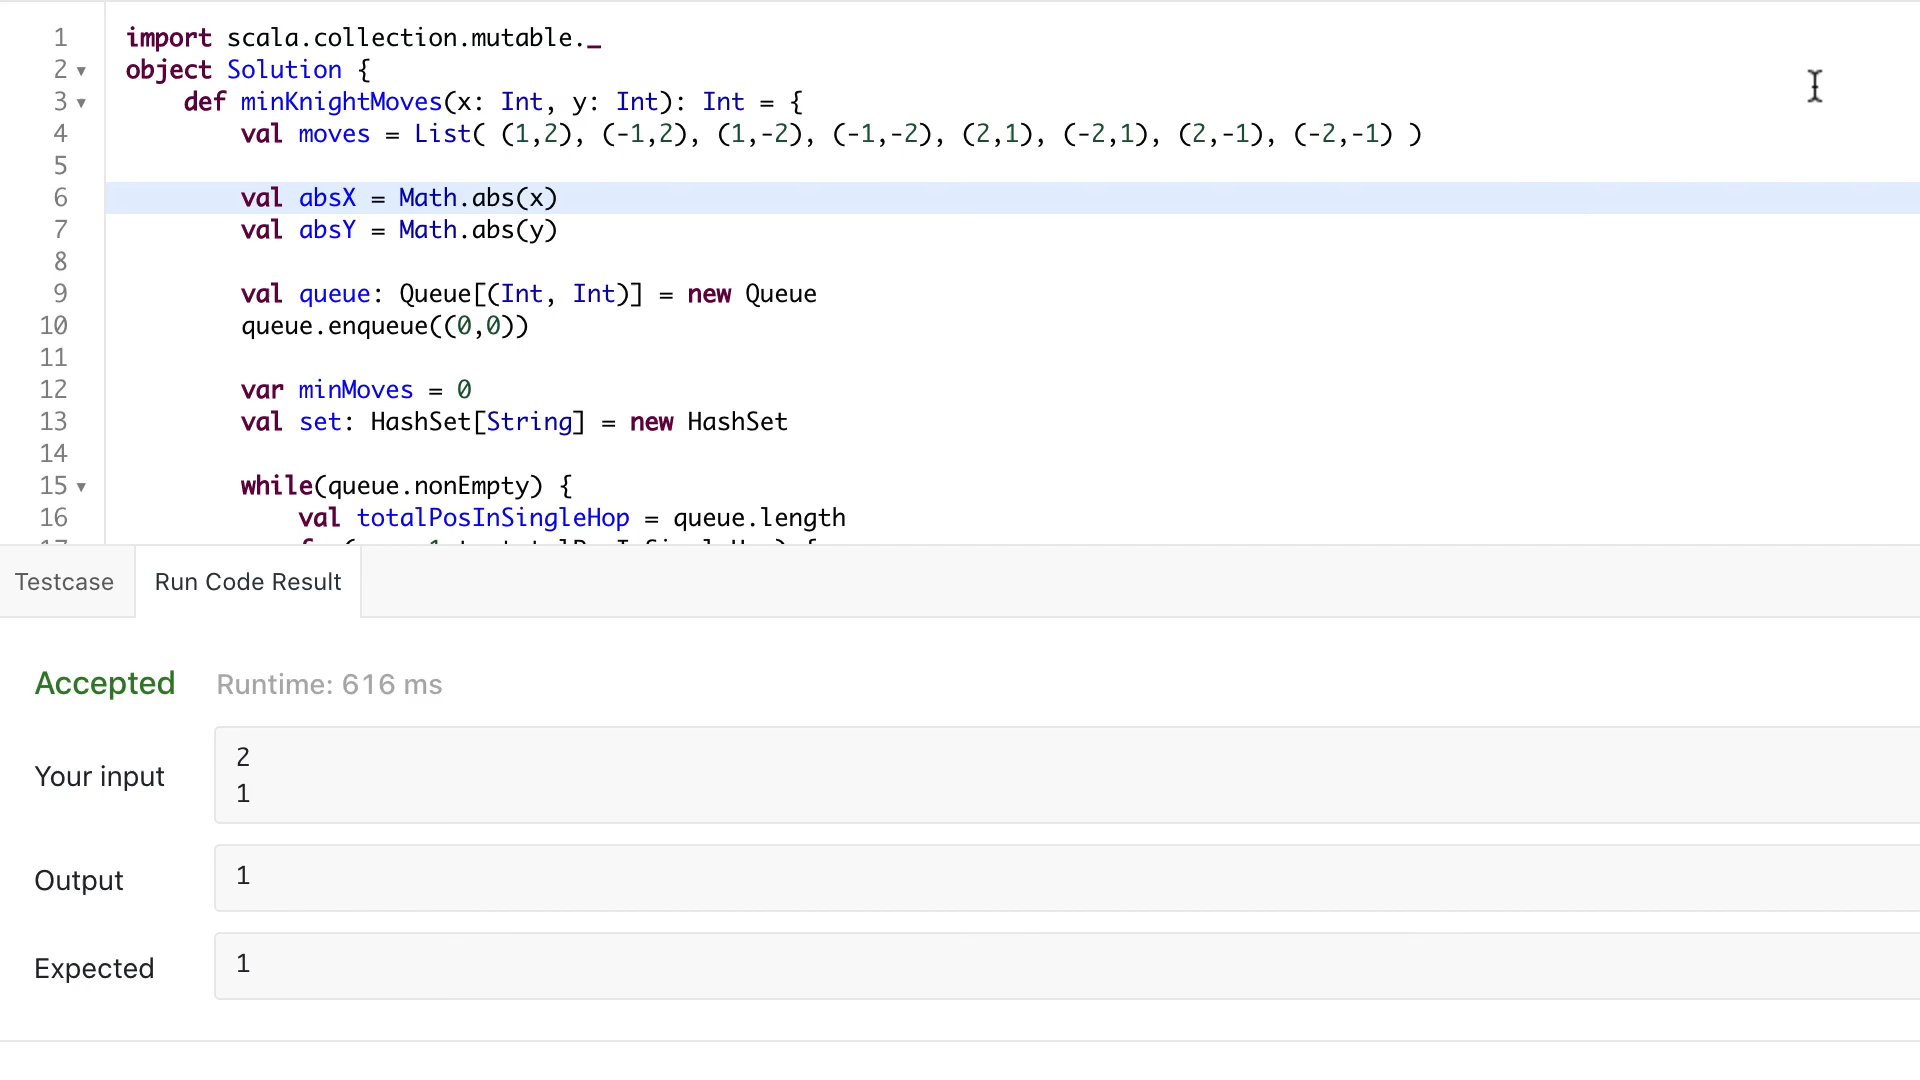 1 import scala.collection.mutable._
2 object Solution {
3 def minKnightMoves(x: Int, y: Int): Int = {
4 val moves = List( (1,2), (-1,2), (1,-2), (-1,-2), (2,1), (-2,1), (2,-1), (-2,-1) )
5
6 val absX = Math.abs(x)
7 val absY = Math.abs(y)
8
9 val queue: Queue[(Int, Int)] = new Queue
10 queue.enqueue((0,0))
11
12 var minMoves = 0
13 val set: HashSet[String] = new HashSet
14
15 while(queue.nonEmpty) {
16 val totalPosInSingleHop = queue.length
Testcase Run Code Result
Accepted Runtime: 616 ms
Your input
2
1
Output
1
Expected
1